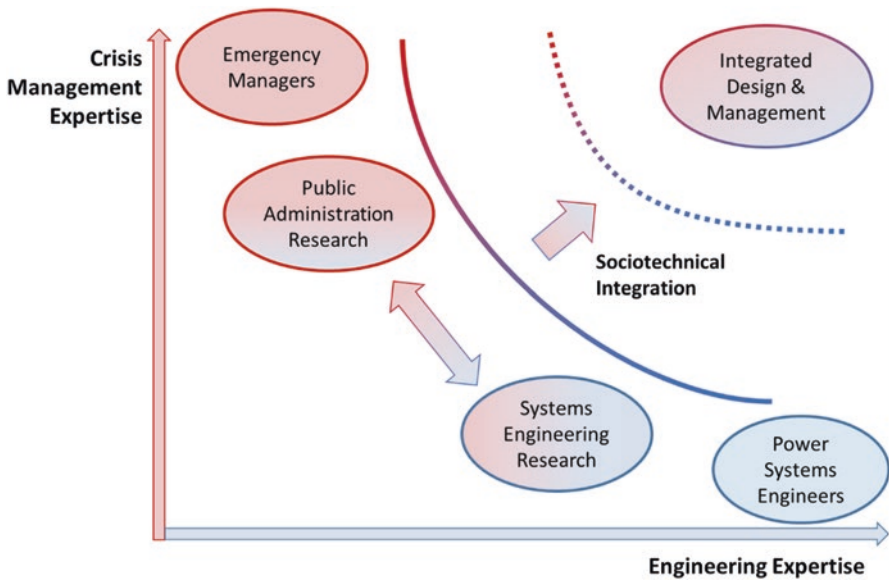 Crisis
Management
Expertise
Emergency
Managers
Integrated
Design &
Management
Public
Administration
Research
Sociotechnical
Integration
Systems
Engineering
Research
Power
Systems
Engineers
Engineering Expertise